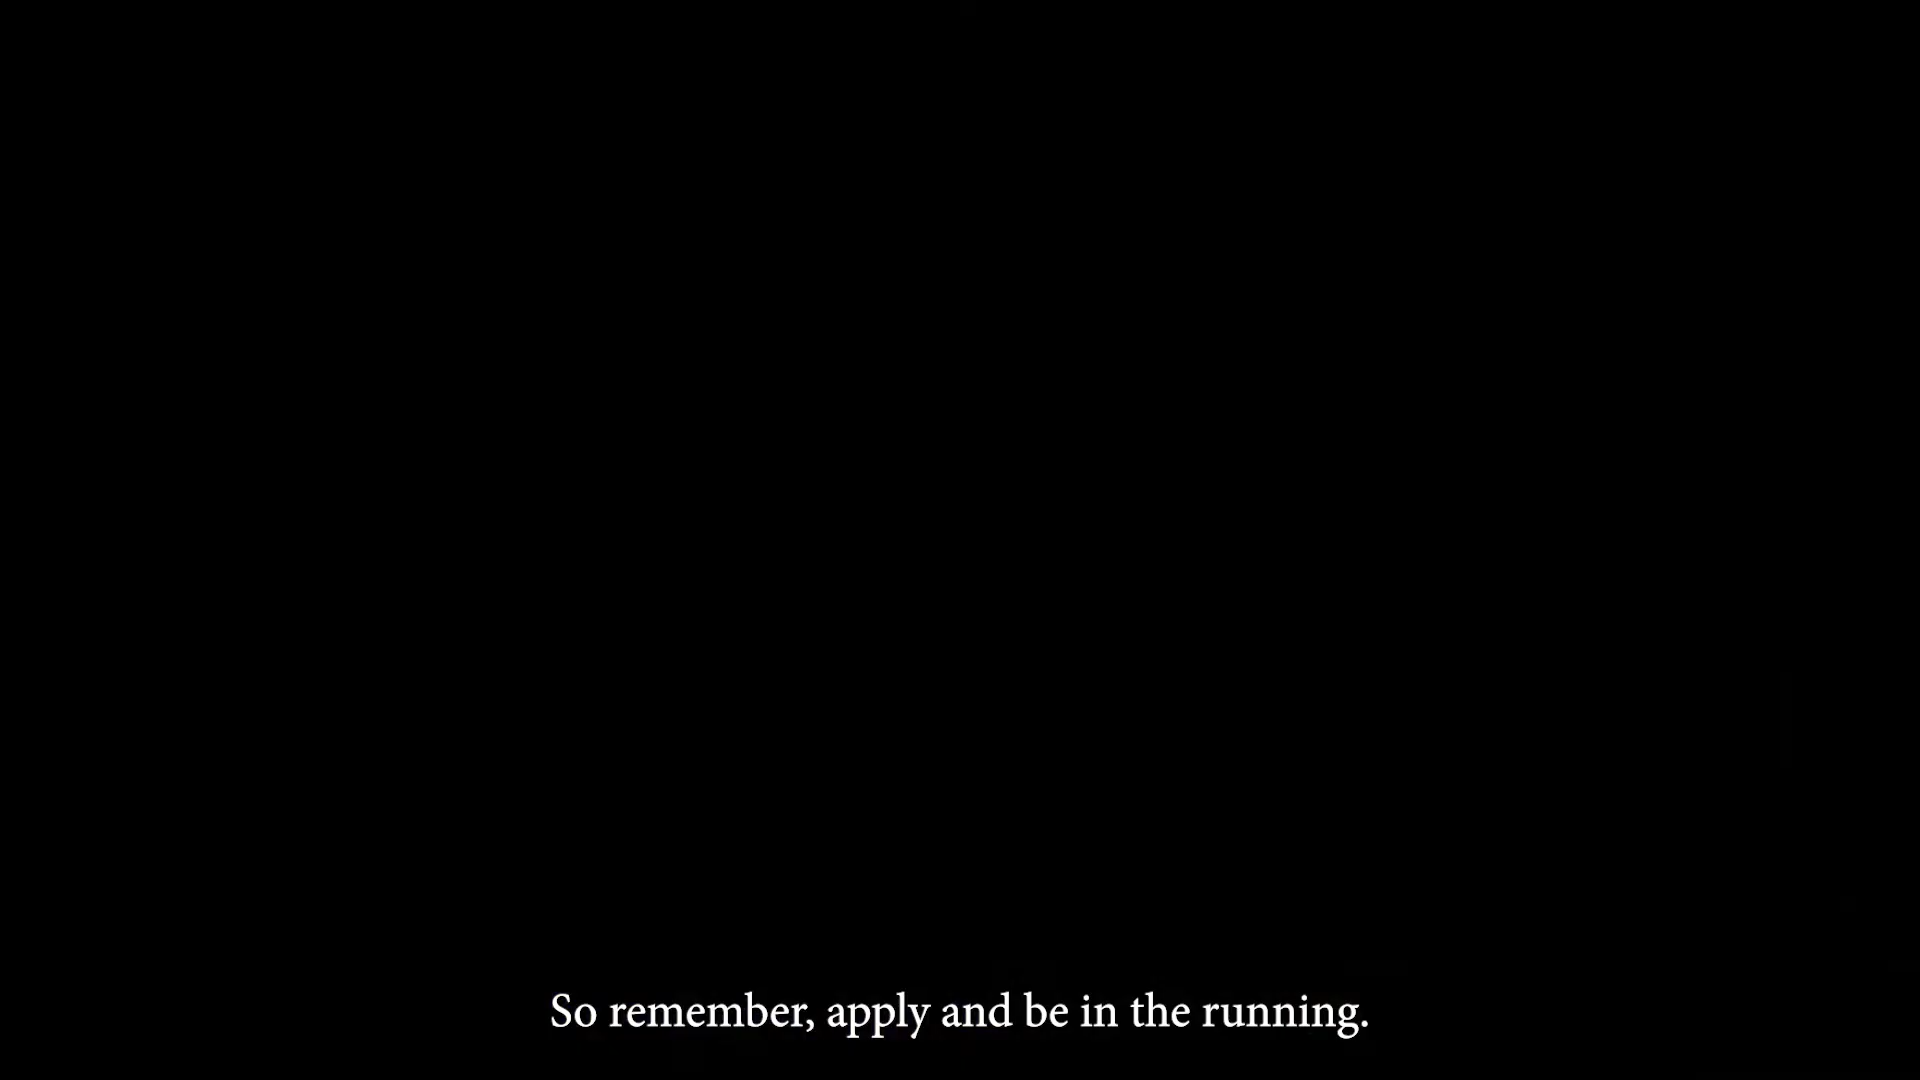 So remember, apply and be in the running.